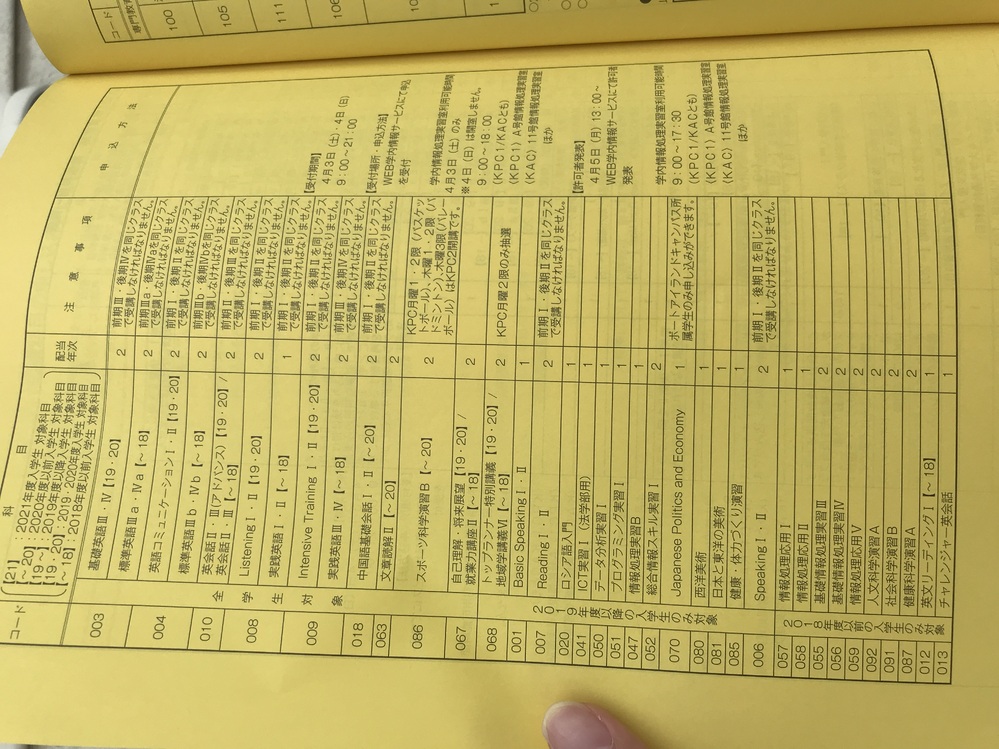 コード
専門教育
100
105
111
コード
科　目
[21]：2021年度入学生 対象科目
[～20]：2020年度以前入学生 対象科目
[19～]：2019年度以降入学生 対象科目
[19・20]：2019・2020年度入学生 対象科目
[～18]：2018年度以前入学生 対象科目
配当年次
注　意　事　項
申　込　方　法
全学生対象
003
基礎英語Ⅲ・Ⅳ【19・20】
2
前期Ⅲ・後期Ⅳを同じクラスで受講しなければなりません。
標準英語Ⅲa・Ⅳa【～18】
2
前期Ⅲa・後期Ⅳaを同じクラスで受講しなければなりません。
004
英語コミュニケーションⅠ・Ⅱ【19・20】
2
前期Ⅰ・後期Ⅱを同じクラスで受講しなければなりません。
標準英語Ⅲb・Ⅳb【～18】
2
前期Ⅲb・後期Ⅳbを同じクラスで受講しなければなりません。
010
英会話Ⅱ・Ⅲ(アドバンス)【19・20】/
英会話Ⅱ・Ⅲ【～18】
2
前期Ⅱ・後期Ⅲを同じクラスで受講しなければなりません。
008
ListeningⅠ・Ⅱ【19・20】
2
前期Ⅰ・後期Ⅱを同じクラスで受講しなければなりません。
実践英語Ⅰ・Ⅱ【～18】
1
009
Intensive TrainingⅠ・Ⅱ【19・20】
2
前期Ⅰ・後期Ⅱを同じクラスで受講しなければなりません。
実践英語Ⅲ・Ⅳ【～18】
2
前期Ⅲ・後期Ⅳを同じクラスで受講しなければなりません。
018
中国語基礎会話Ⅰ・Ⅱ【～20】
2
前期Ⅰ・後期Ⅱを同じクラスで受講しなければなりません。
063
文章読解Ⅱ【～20】
2
086
スポーツ科学演習B【～20】
2
KPC月曜1・2限（バスケットボール）、木曜1・2限（バドミントン）、木曜3限（バレーボール）はKPC2開講です。
067
自己理解・将来展望【19・20】/
就業力講座Ⅱ【～18】
2
068
トップランナー特別講義【19・20】/
地域学講義Ⅵ【～18】
2
KPC月曜2限のみ抽選
2019年度以降の入学生のみ対象
001
Basic SpeakingⅠ・Ⅱ
1
007
ReadingⅠ・Ⅱ
2
前期Ⅰ・後期Ⅱを同じクラスで受講しなければなりません。
020
ロシア語入門
1
041
ICT実習Ⅰ（法学部用）
1
050
データ分析実習Ⅰ
1
051
プログラミング実習Ⅰ
1
047
情報処理実習B
1
052
総合情報スキル実習Ⅰ
2
070
Japanese Politics and Economy
1
ポートアイランドキャンパス所属学生のみ申し込みができます。
080
西洋美術
1
081
日本と東洋の美術
1
085
健康・体力づくり演習
1
006
SpeakingⅠ・Ⅱ
2
前期Ⅰ・後期Ⅱを同じクラスで受講しなければなりません。
2018年度以前の入学生のみ対象
057
情報処理応用Ⅰ
1
058
情報処理応用Ⅱ
1
055
基礎情報処理実習Ⅲ
2
056
基礎情報処理実習Ⅳ
2
059
情報処理応用Ⅴ
2
092
人文科学演習A
2
091
社会科学演習B
2
087
健康科学演習A
2
012
英文リーディングⅠ【～18】
1
013
チャレンジャー英会話
1
【受付期間】
4月3日（土）・4日（日）
9：00～21：00
【受付場所・申込方法】
WEB学内情報サービスにて申込を受付
学内情報処理実習室利用可能時間
4月3日（土）のみ
※4日（日）は開室しません。
9：00～18：00
（KPC1/KACとも）
（KPC1）A号館情報処理実習室
（KAC）11号館情報処理実習室
ほか
【許可者発表】
4月5日（月）13：00～
WEB学内情報サービスにて許可者発表
学内情報処理実習室利用可能時間
9：00～17：30
（KPC1/KACとも）
（KPC1）A号館情報処理実習室
（KAC）11号館情報処理実習室
ほか